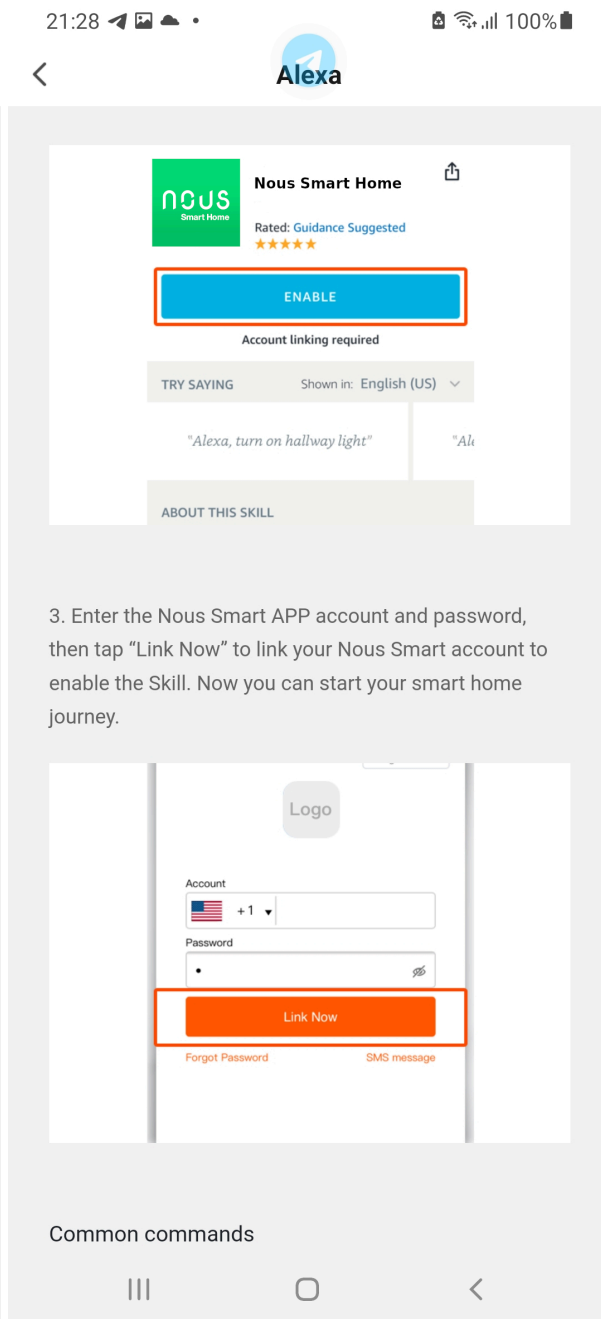 21:28
100%
Alexa
nous
Smart Home
Nous Smart Home
Rated: Guidance Suggested
ENABLE
Account linking required
TRY SAYING
Shown in: English (US)
"Alexa, turn on hallway light"
"Al
ABOUT THIS SKILL
3. Enter the Nous Smart APP account and password,
then tap “Link Now” to link your Nous Smart account to
enable the Skill. Now you can start your smart home
journey.
Logo
Account
+1
Password
Link Now
Forgot Password
SMS message
Common commands